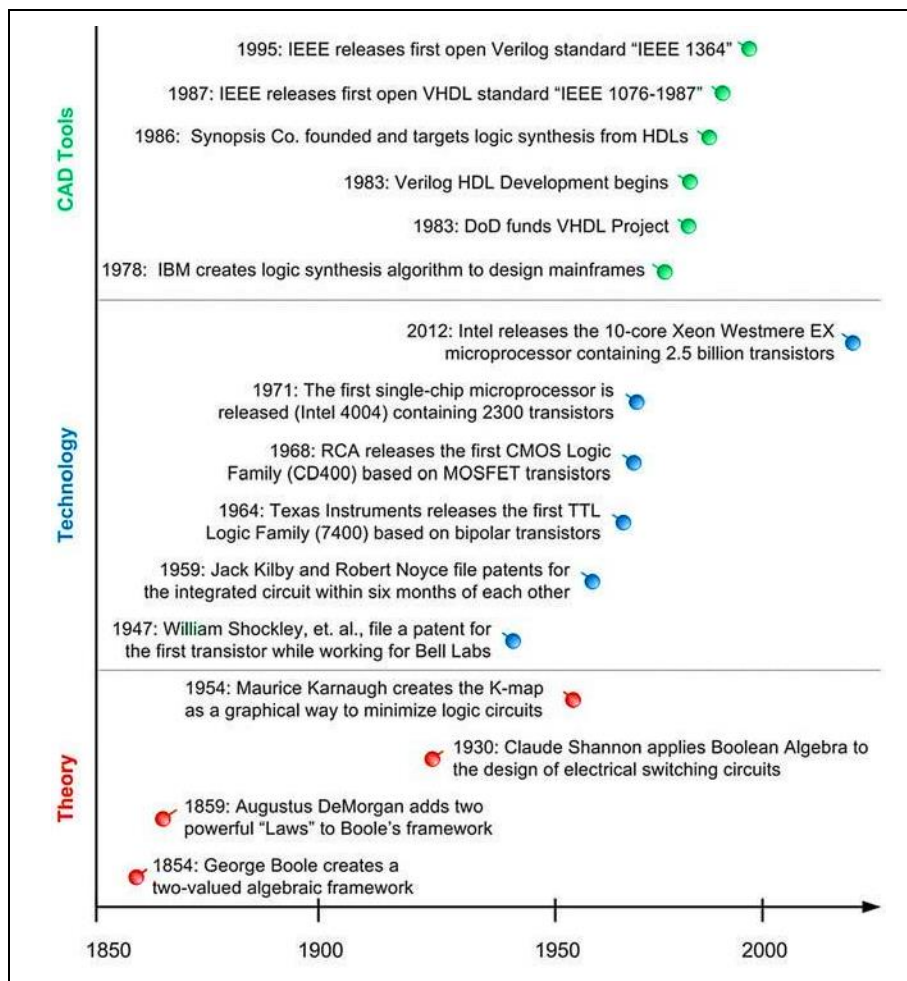 CAD Tools
1995: IEEE releases first open Verilog standard “IEEE 1364”
1987: IEEE releases first open VHDL standard “IEEE 1076-1987”
1986: Synopsis Co. founded and targets logic synthesis from HDLs
1983: Verilog HDL Development begins
1983: DoD funds VHDL Project
1978: IBM creates logic synthesis algorithm to design mainframes
Technology
2012: Intel releases the 10-core Xeon Westmere EX
microprocessor containing 2.5 billion transistors
1971: The first single-chip microprocessor is
released (Intel 4004) containing 2300 transistors
1968: RCA releases the first CMOS Logic
Family (CD400) based on MOSFET transistors
1964: Texas Instruments releases the first TTL
Logic Family (7400) based on bipolar transistors
1959: Jack Kilby and Robert Noyce file patents for
the integrated circuit within six months of each other
1947: William Shockley, et. al., file a patent for
the first transistor while working for Bell Labs
Theory
1954: Maurice Karnaugh creates the K-map
as a graphical way to minimize logic circuits
1930: Claude Shannon applies Boolean Algebra to
the design of electrical switching circuits
1859: Augustus DeMorgan adds two
powerful “Laws” to Boole’s framework
1854: George Boole creates a
two-valued algebraic framework
1850
1900
1950
2000